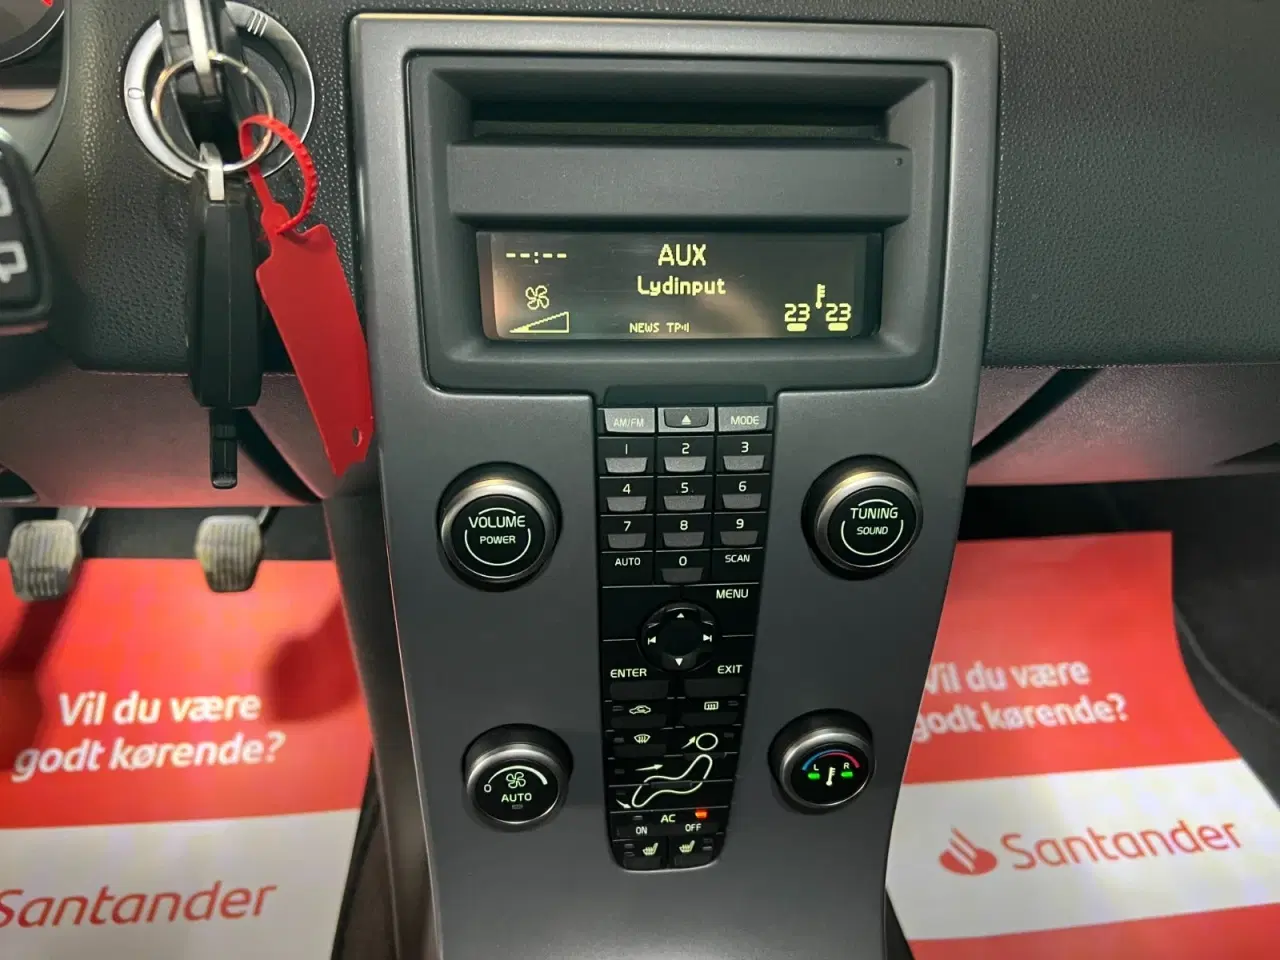 --:--
AUX
Lydinput
NEWS TP
23 23
AM/FM
MODE
1 2 3
4 5 6
7 8 9
AUTO 0 SCAN
VOLUME
POWER
TUNING
SOUND
MENU
ENTER
EXIT
0
AUTO
L R
AC
ON OFF
Vil du være
godt kørende?
Santander
Vil du være
godt kørende?
Santander
0